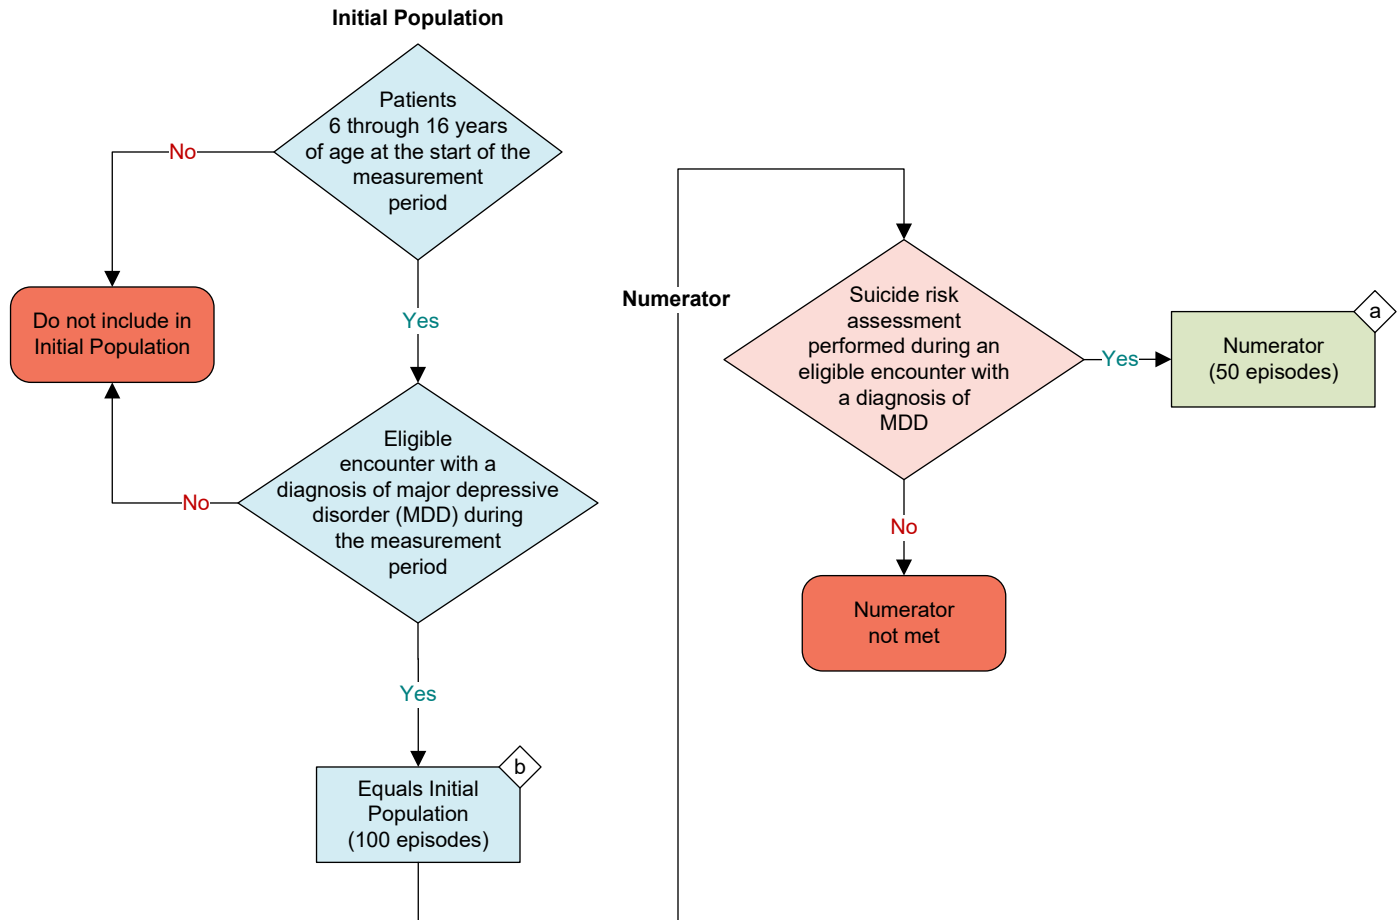 Initial Population
Patients
6 through 16 years
of age at the start of the
measurement
period
No
Yes
Do not include in
Initial Population
Eligible
encounter with a
diagnosis of major depressive
disorder (MDD) during
the measurement
period
No
Yes
b
Equals Initial
Population
(100 episodes)
Numerator
Suicide risk
assessment
performed during an
eligible encounter with
a diagnosis of
MDD
Yes
a
Numerator
(50 episodes)
No
Numerator
not met